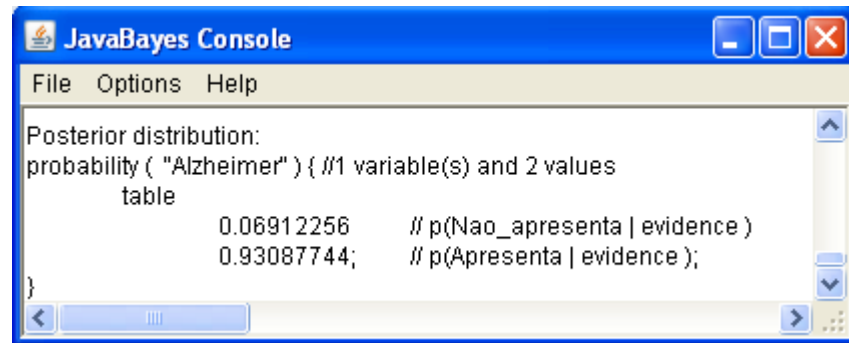 JavaBayes Console
File Options Help
Posterior distribution:
probability ( "Alzheimer" ) { //1 variable(s) and 2 values
table
0.06912256 // p(Nao_apresenta | evidence )
0.93087744; // p(Apresenta | evidence );
}